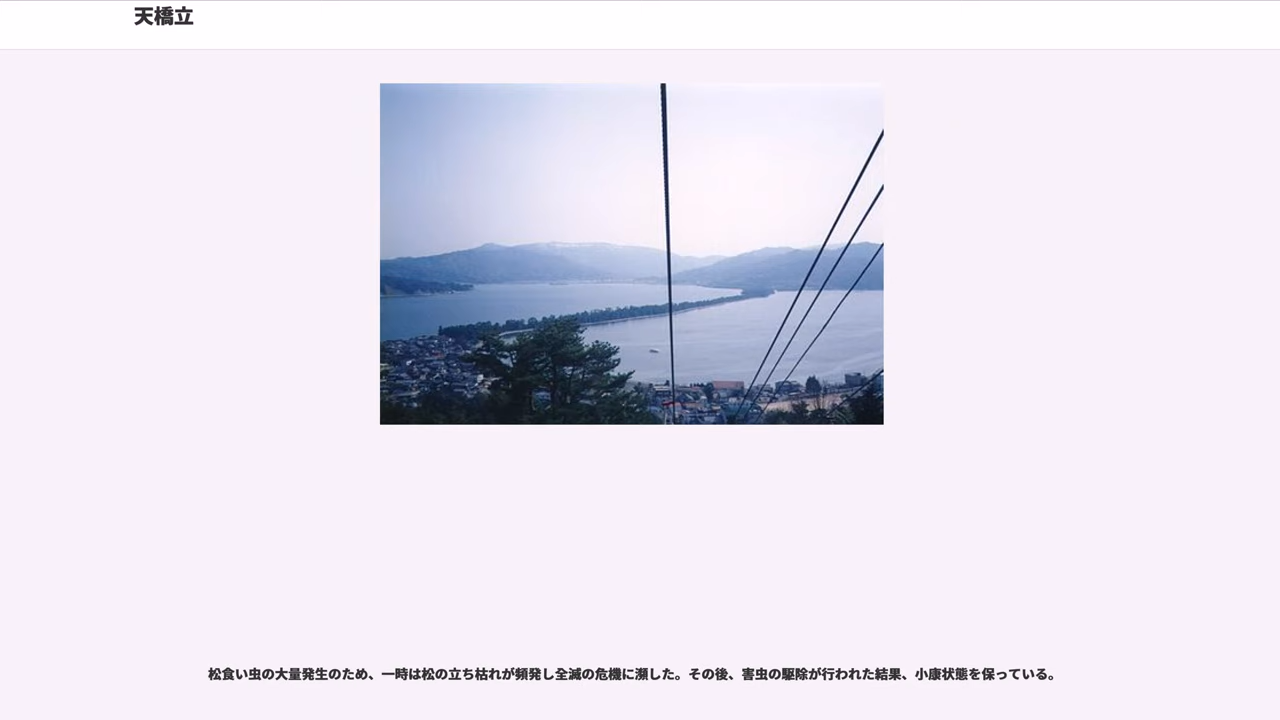 天橋立
松食い虫の大量発生のため、一時は松の立ち枯れが頻発し全滅の危機に瀕した。その後、害虫の駆除が行われた結果、小康状態を保っている。